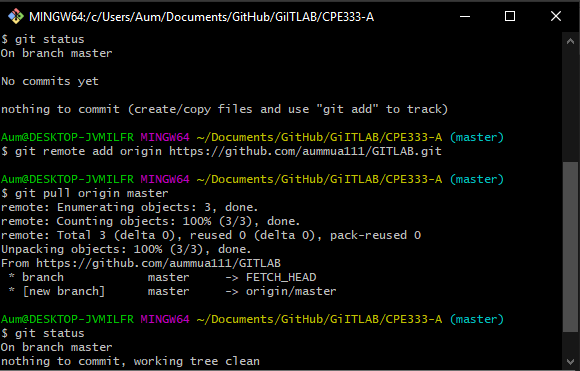 MINGW64:/c/Users/Aum/Documents/GitHub/GiITLAB/CPE333-A
$ git status
On branch master
No commits yet
nothing to commit (create/copy files and use "git add" to track)
Aum@DESKTOP-JVMILFR MINGW64 ~/Documents/GitHub/GiITLAB/CPE333-A (master)
$ git remote add origin https://github.com/aummua111/GITLAB.git
Aum@DESKTOP-JVMILFR MINGW64 ~/Documents/GitHub/GiITLAB/CPE333-A (master)
$ git pull origin master
remote: Enumerating objects: 3, done.
remote: Counting objects: 100% (3/3), done.
remote: Total 3 (delta 0), reused 0 (delta 0), pack-reused 0
Unpacking objects: 100% (3/3), done.
From https://github.com/aummua111/GITLAB
 * branch            master     -> FETCH_HEAD
 * [new branch]      master     -> origin/master
Aum@DESKTOP-JVMILFR MINGW64 ~/Documents/GitHub/GiITLAB/CPE333-A (master)
$ git status
On branch master
nothing to commit, working tree clean